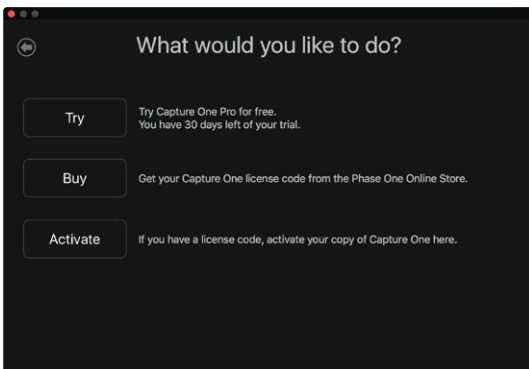 What would you like to do?
Try
Try Capture One Pro for free.
You have 30 days left of your trial.
Buy
Get your Capture One license code from the Phase One Online Store.
Activate
If you have a license code, activate your copy of Capture One here.